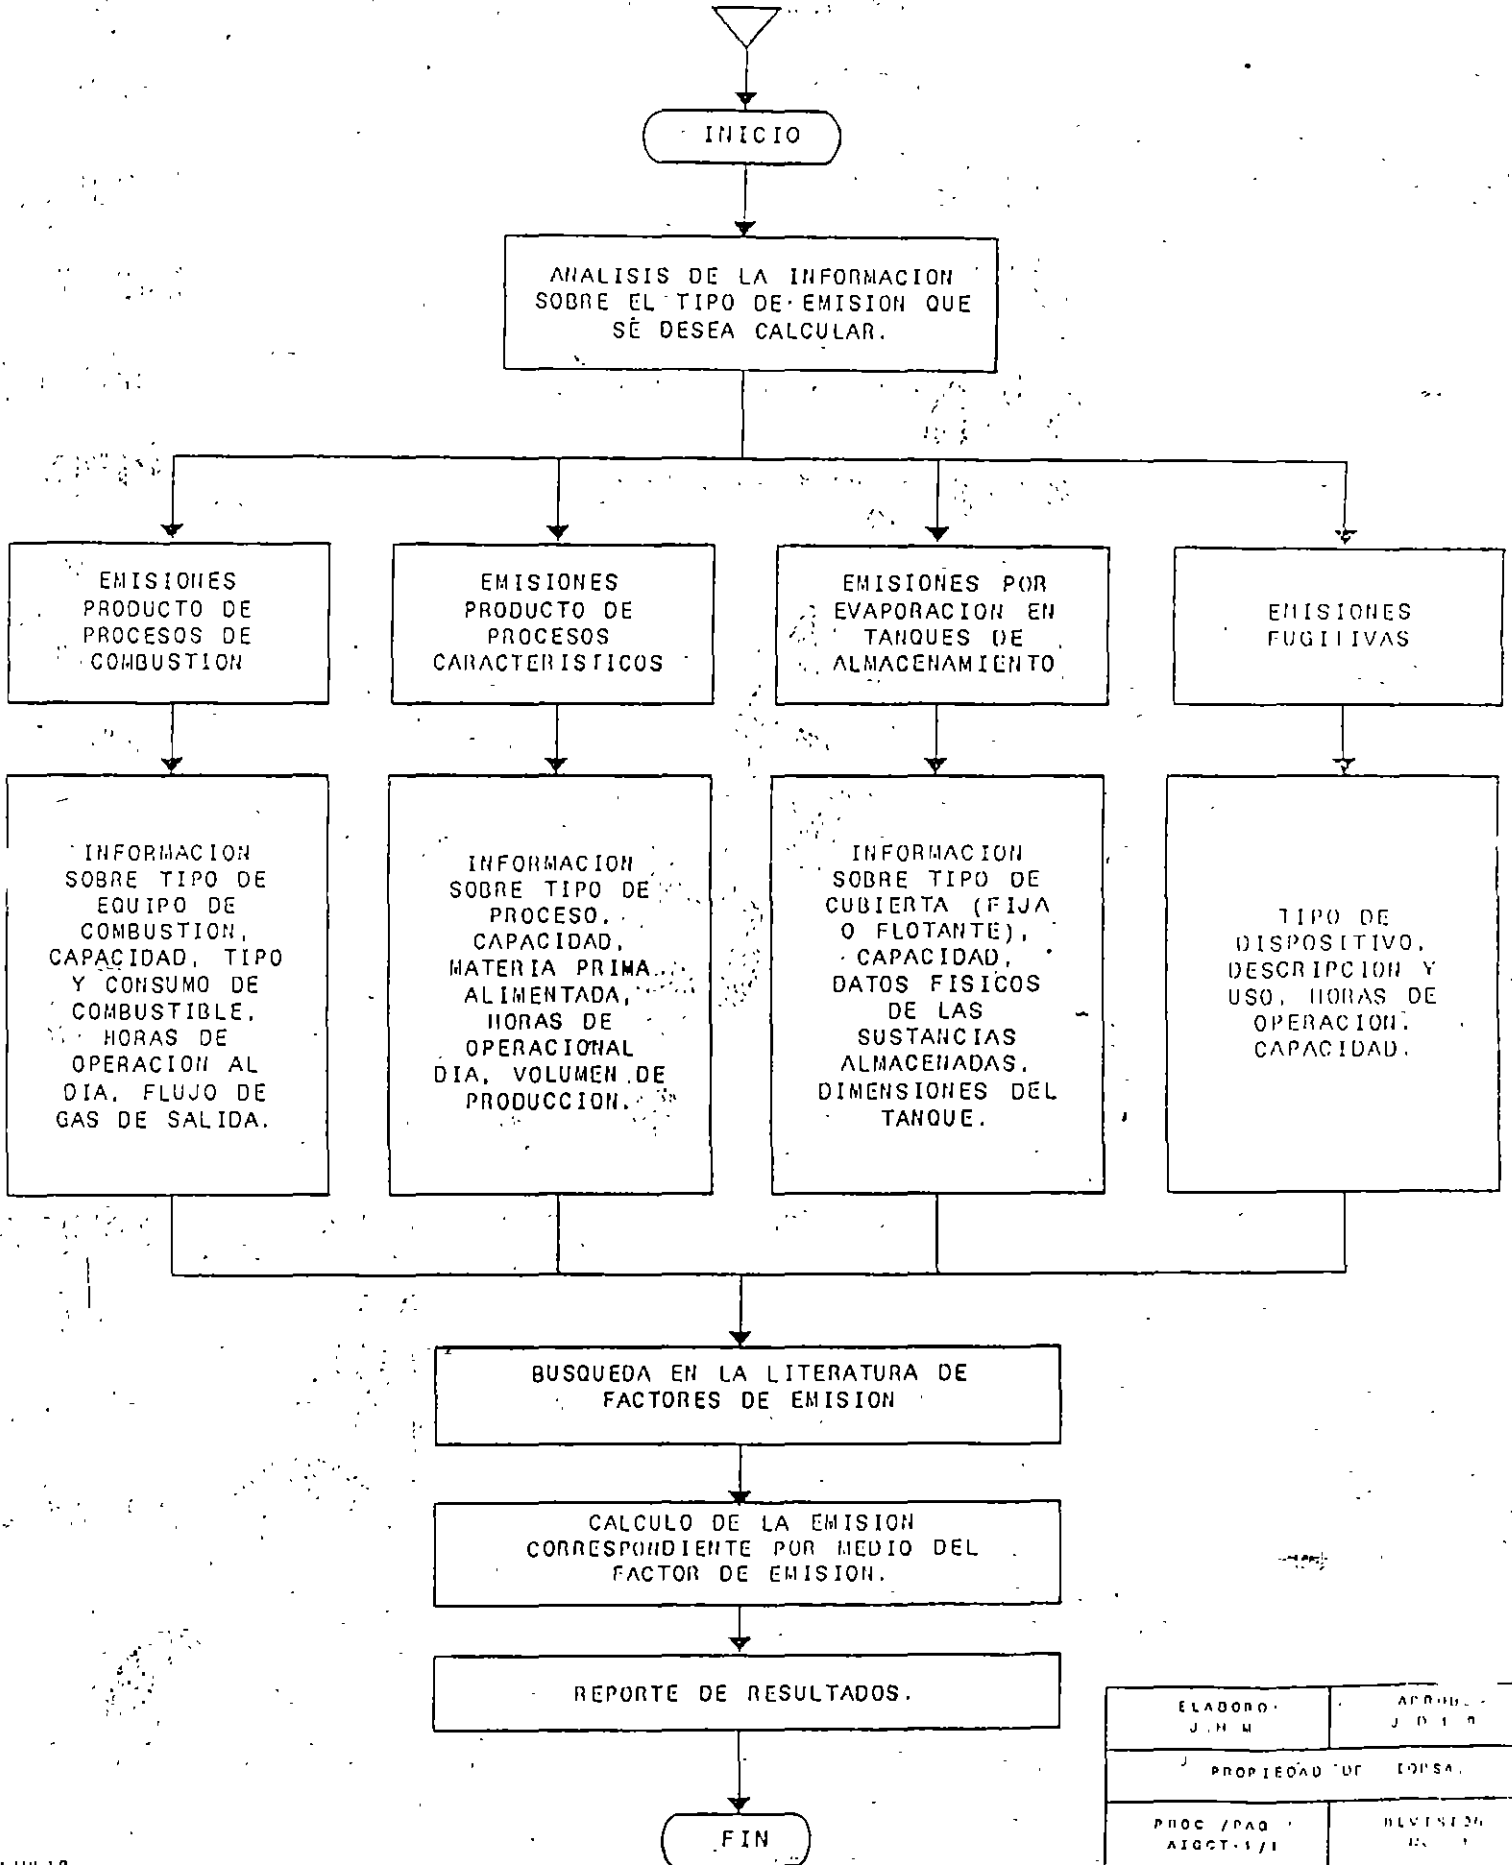 INICIO
ANALISIS DE LA INFORMACION
SOBRE EL TIPO DE EMISION QUE
SE DESEA CALCULAR.
EMISIONES
PRODUCTO DE
PROCESOS DE
COMBUSTION
EMISIONES
PRODUCTO DE
PROCESOS
CARACTERISTICOS
EMISIONES POR
EVAPORACION EN
TANQUES DE
ALMACENAMIENTO
EMISIONES
FUGITIVAS
INFORMACION
SOBRE TIPO DE
EQUIPO DE
COMBUSTION,
CAPACIDAD, TIPO
Y CONSUMO DE
COMBUSTIBLE,
HORAS DE
OPERACION AL
DIA, FLUJO DE
GAS DE SALIDA.
INFORMACION
SOBRE TIPO DE
PROCESO,
CAPACIDAD,
MATERIA PRIMA
ALIMENTADA,
HORAS DE
OPERACIONAL
DIA, VOLUMEN DE
PRODUCCION.
INFORMACION
SOBRE TIPO DE
CUBIERTA (FIJA
O FLOTANTE),
CAPACIDAD,
DATOS FISICOS
DE LAS
SUSTANCIAS
ALMACENADAS,
DIMENSIONES DEL
TANQUE.
TIPO DE
DISPOSITIVO,
DESCRIPCION Y
USO, HORAS DE
OPERACION,
CAPACIDAD.
BUSQUEDA EN LA LITERATURA DE
FACTORES DE EMISION
CALCULO DE LA EMISION
CORRESPONDIENTE POR MEDIO DEL
FACTOR DE EMISION.
REPORTE DE RESULTADOS.
FIN
ELABORO:
J.H.M
PROPIEDAD DE
PROC /PAG
AIGCT-1/1
REVISION